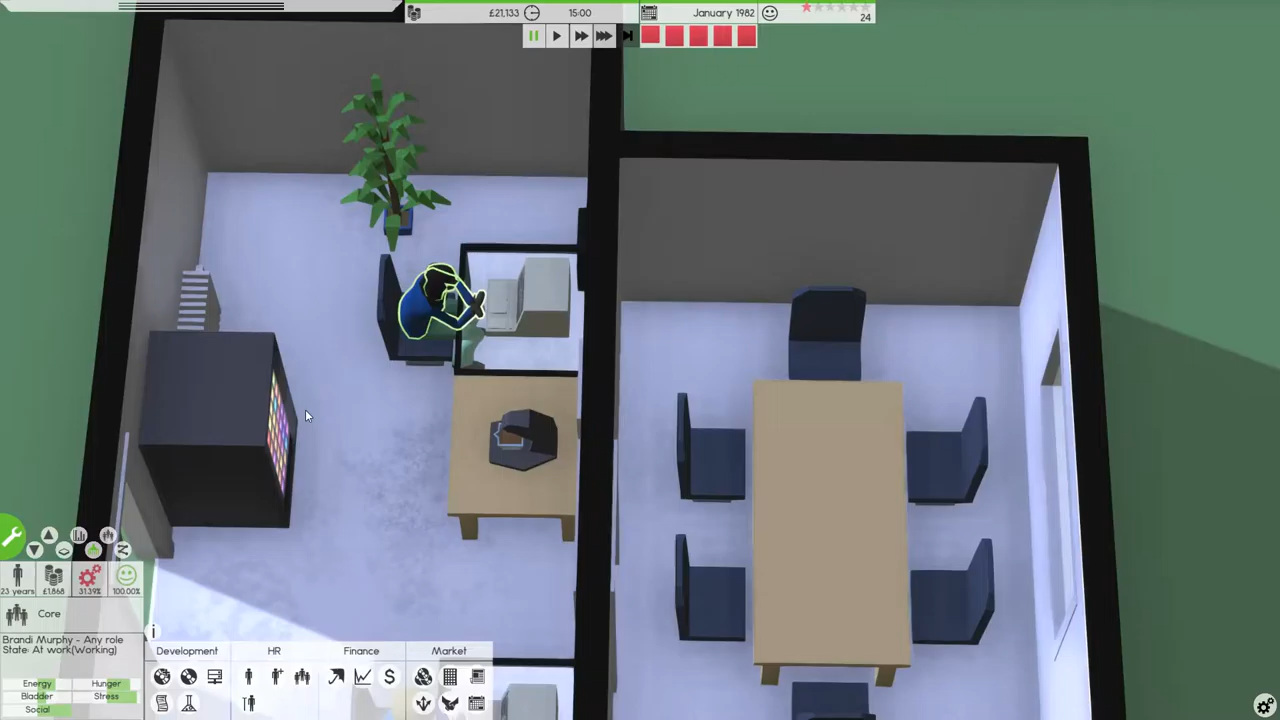 £21,133
15:00
January 1982
24
23 years
£1,868
31.39%
100.00%
Core
Brandi Murphy - Any role
State: At work(Working)
Energy
Hunger
Bladder
Stress
Social
i
Development
HR
Finance
Market